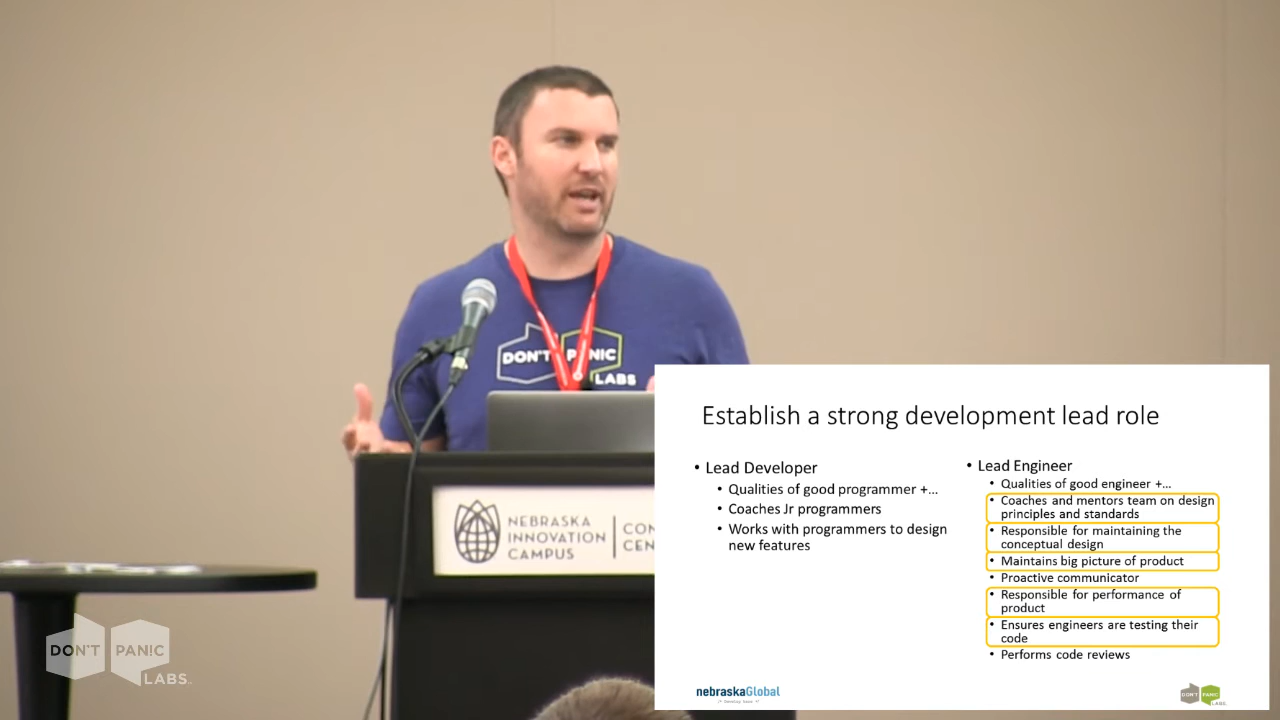 DON'T PANIC
LABS
NEBRASKA
INNOVATION
CAMPUS
CON
CEN
DON'T PAN!C
LABS
Establish a strong development lead role
• Lead Developer
• Qualities of good programmer +...
• Coaches Jr programmers
• Works with programmers to design
new features
• Lead Engineer
• Qualities of good engineer +...
• Coaches and mentors team on design
principles and standards
• Responsible for maintaining the
conceptual design
• Maintains big picture of product
• Proactive communicator
• Responsible for performance of
product
• Ensures engineers are testing their
code
• Performs code reviews
nebraskaGlobal
DON'T PANIC
LABS